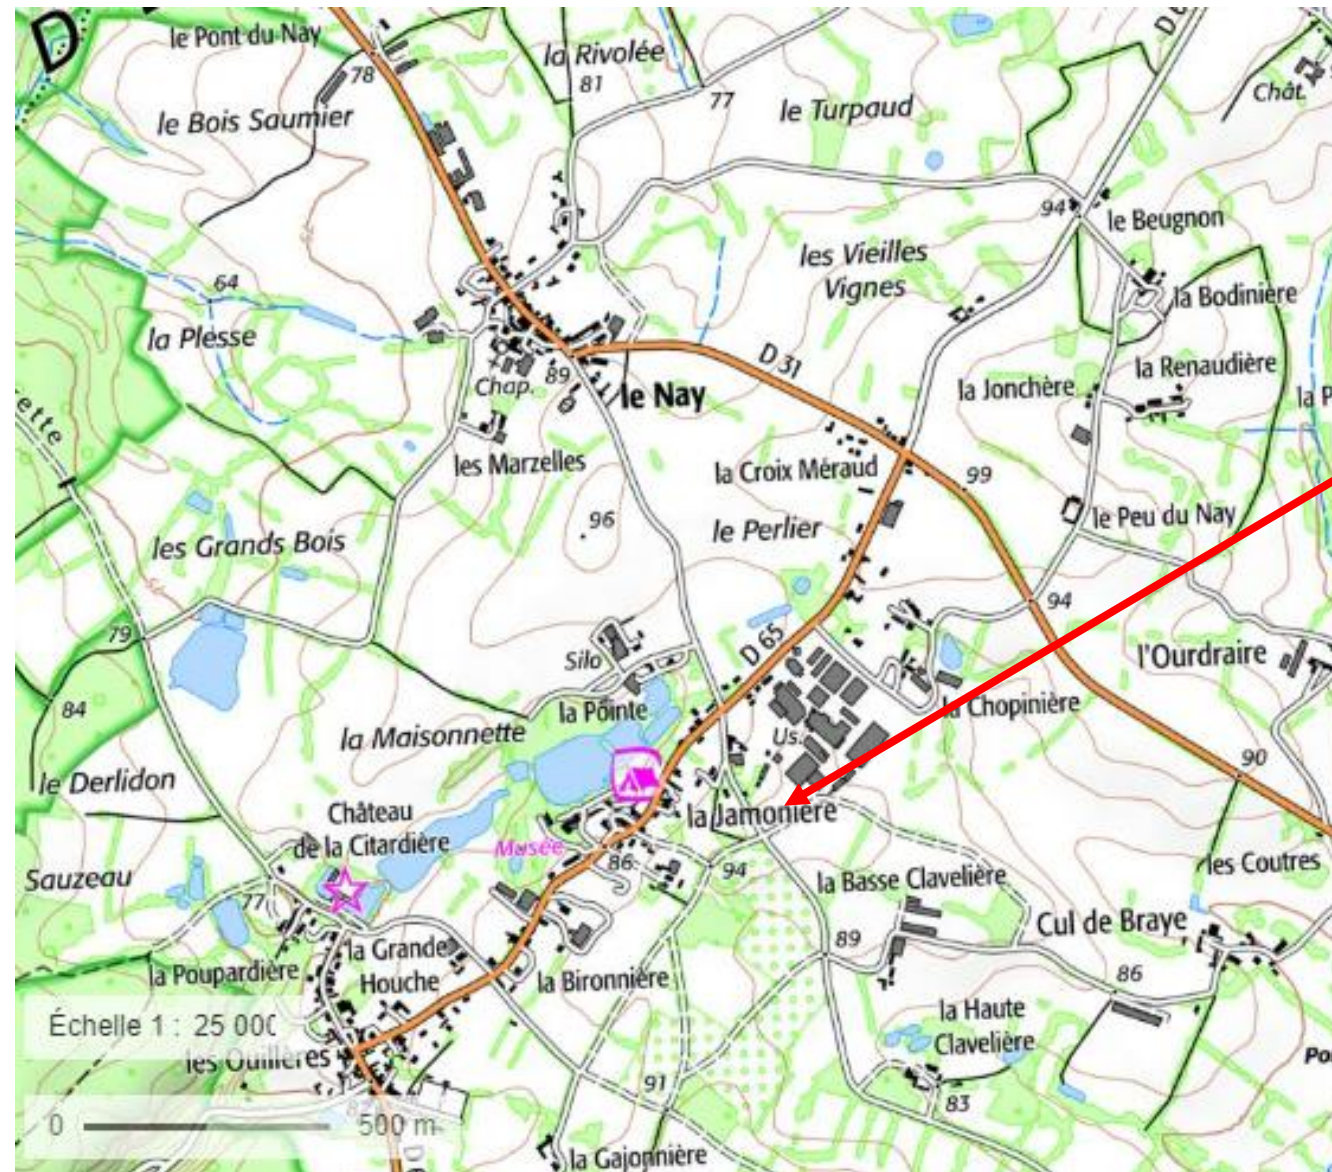 D
le Pont du Nay
78
la Rivolée
81
77
le Turpaud
Chât.
le Bois Saumier
94
le Beugnon
les Vieilles
Vignes
64
la Bodinière
la Plesse
D 31
la Renaudière
89
Chap.
le Nay
la Jonchère
la P
ette
les Marzelles
la Croix Méraud
99
96
le Perlier
le Peu du Nay
les Grands Bois
94
79
D 65
Silo
l'Ourdraire
84
la Pointe
la Chopinière
la Maisonnette
Us.
90
le Derlidon
Château
de la Citardière
la Jamonière
Musée
86
les Coutres
Sauzeau
94
la Basse Clavelière
77
Cul de Braye
89
la Grande
Houche
la Poupardière
la Bironnière
86
la Haute
Clavelière
Échelle 1 : 25 000
les Ouillères
91
83
0 500 m
la Gajonnière